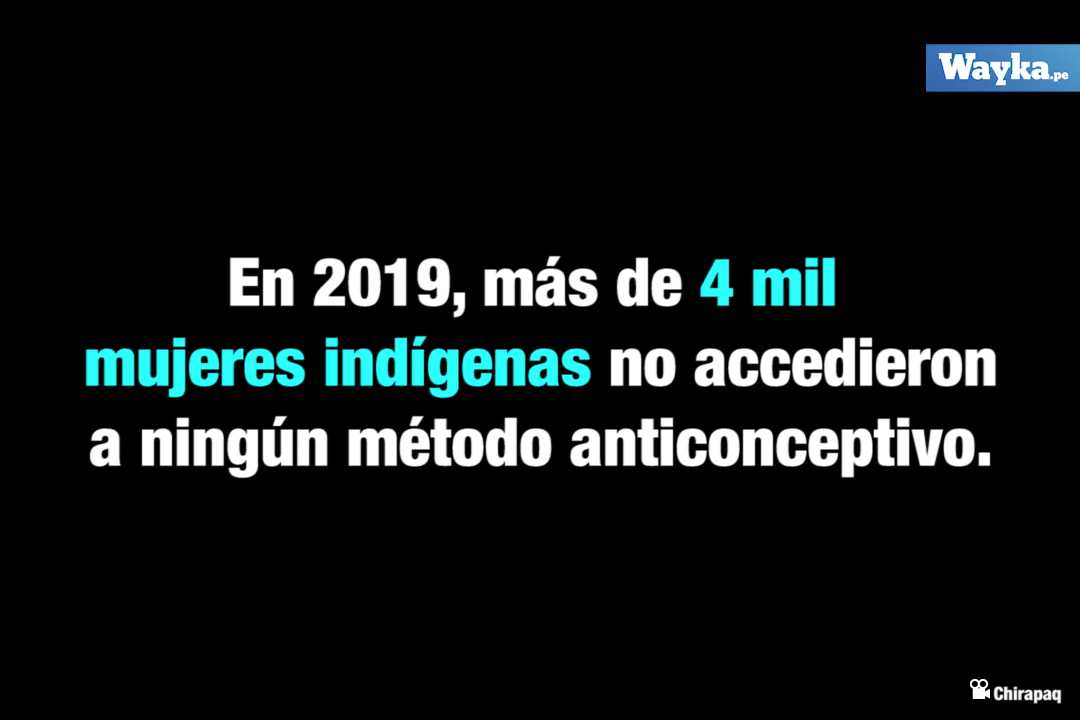 Wayka.pe
En 2019, más de 4 mil
mujeres indígenas no accedieron
a ningún método anticonceptivo.
Chirapaq